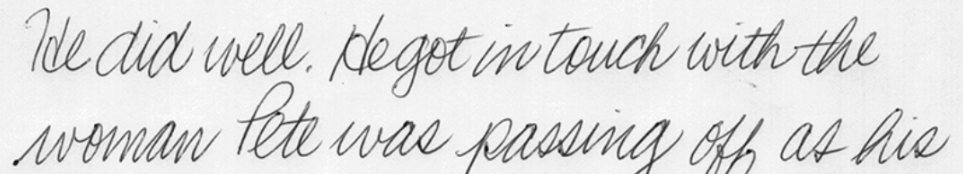 He did well. He got in touch with the
woman Pete was passing off as his